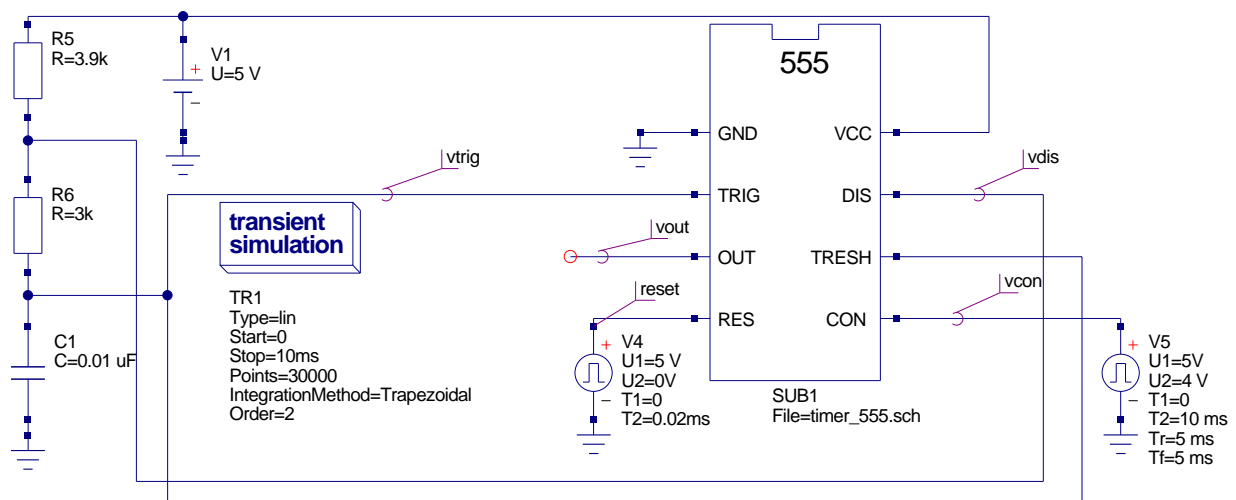 R5
R=3.9k
V1
U=5 V
+
−
555
GND
VCC
vtrig
vdis
R6
R=3k
TRIG
DIS
transient
simulation
vout
OUT
TRESH
reset
vcon
TR1
Type=lin
Start=0
Stop=10ms
Points=30000
IntegrationMethod=Trapezoidal
Order=2
RES
CON
C1
C=0.01 uF
+
−
V4
U1=5 V
U2=0V
T1=0
T2=0.02ms
SUB1
File=timer_555.sch
+
−
V5
U1=5V
U2=4 V
T1=0
T2=10 ms
Tr=5 ms
Tf=5 ms